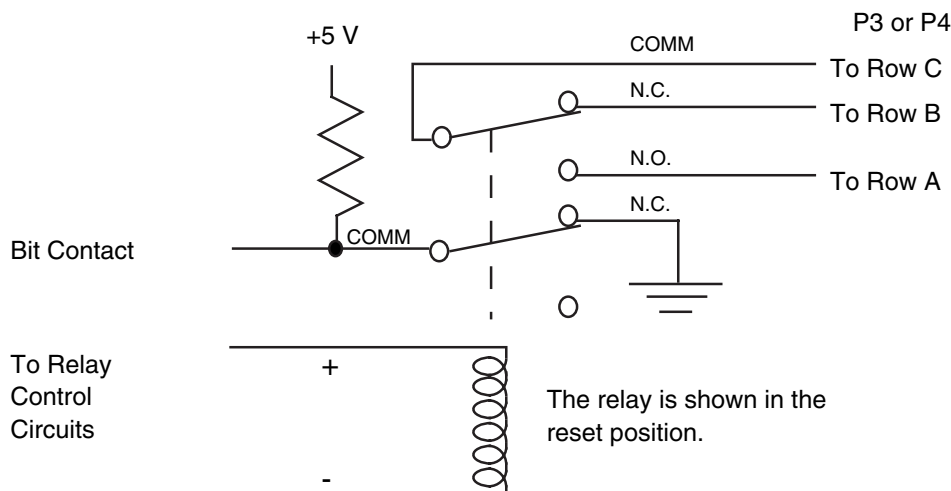 P3 or P4
+5 V
COMM
To Row C
N.C.
To Row B
N.O.
To Row A
N.C.
Bit Contact
COMM
To Relay
Control
Circuits
+
-
The relay is shown in the
reset position.